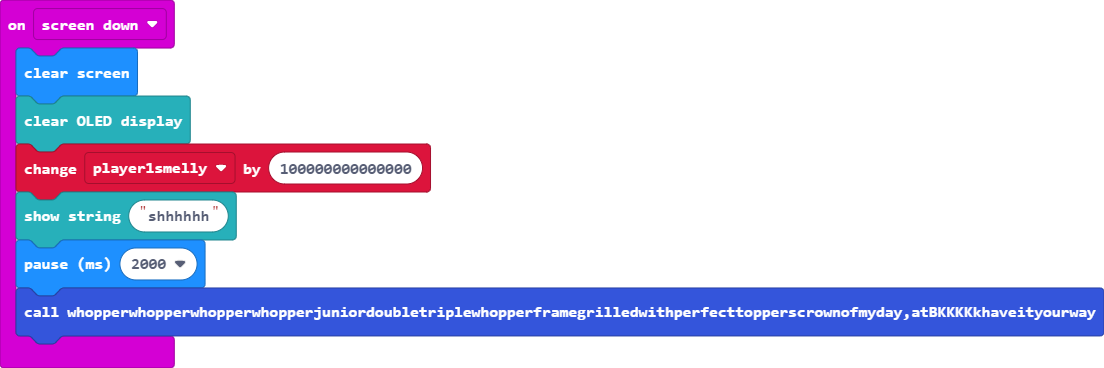 on screen down
clear screen
clear OLED display
change player1smelly by 100000000000000
show string "shhhhhh"
pause (ms) 2000
call whopperwhopperwhopperwhopperjuniordoubletriplewhopperframegrilledwithperfecttopperscrownofmyday,atBKKKKkhaveityourway